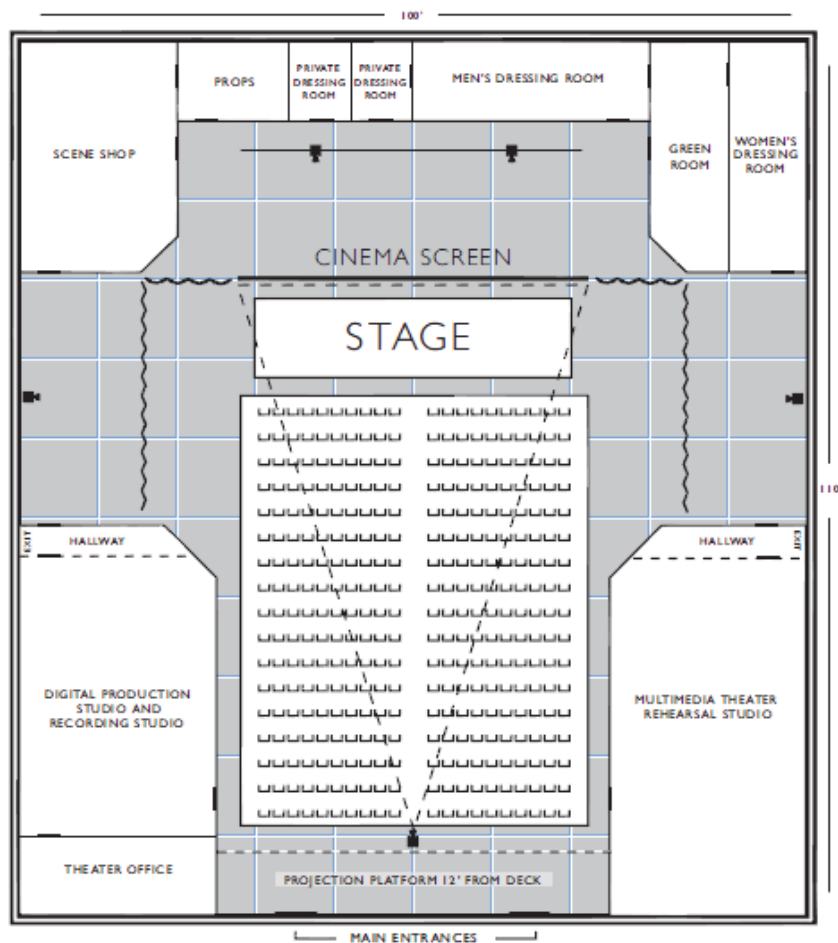 100'
PROPS
PRIVATE
DRESSING
ROOM
PRIVATE
DRESSING
ROOM
MEN'S DRESSING ROOM
SCENE SHOP
GREEN
ROOM
WOMEN'S
DRESSING
ROOM
CINEMA SCREEN
STAGE
110
EXIT
HALLWAY
HALLWAY
EXIT
DIGITAL PRODUCTION
STUDIO AND
RECORDING STUDIO
MULTIMEDIA THEATER
REHEARSAL STUDIO
THEATER OFFICE
PROJECTION PLATFORM 12' FROM DECK
MAIN ENTRANCES